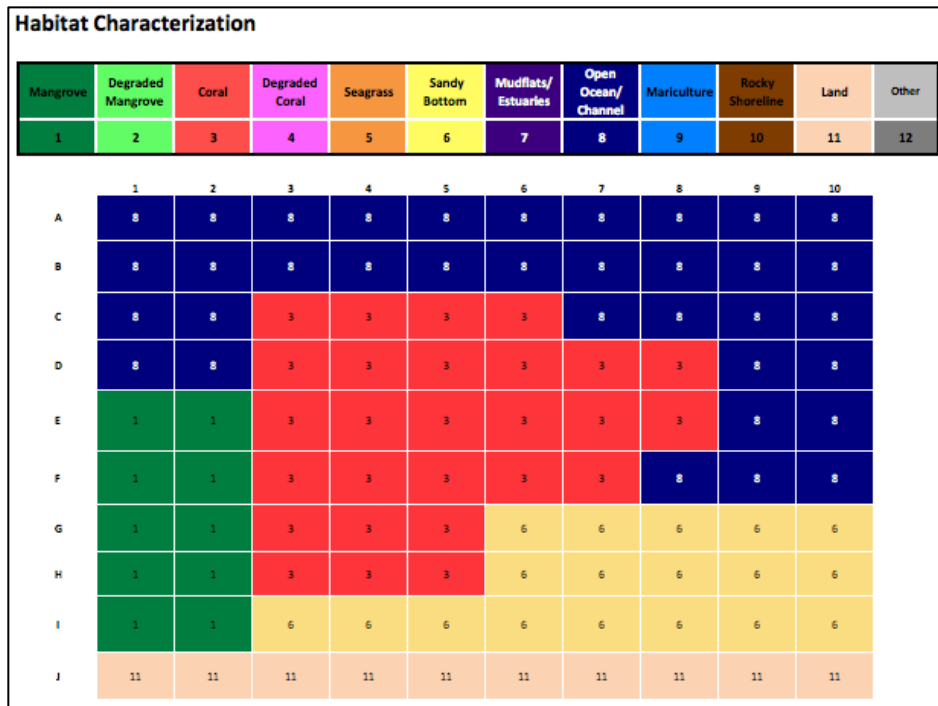 Habitat Characterization
Mangrove Degraded Mangrove Coral Degraded Coral Seagrass Sandy Bottom Mudflats/ Estuaries Open Ocean/ Channel Mariculture Rocky Shoreline Land Other
1 2 3 4 5 6 7 8 9 10 11 12
1 2 3 4 5 6 7 8 9 10
A 8 8 8 8 8 8 8 8 8 8
B 8 8 8 8 8 8 8 8 8 8
C 8 8 3 3 3 3 8 8 8 8
D 8 8 3 3 3 3 3 3 8 8
E 1 1 3 3 3 3 3 3 8 8
F 1 1 3 3 3 3 3 8 8 8
G 1 1 3 3 3 6 6 6 6 6
H 1 1 3 3 3 6 6 6 6 6
I 1 1 6 6 6 6 6 6 6 6
J 11 11 11 11 11 11 11 11 11 11